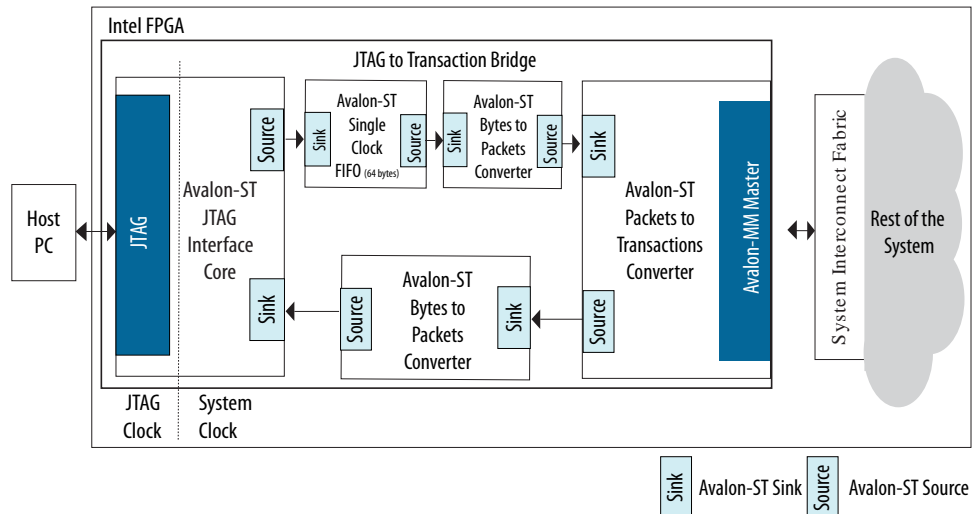 Intel FPGA
JTAG to Transaction Bridge
Host
PC
JTAG
Avalon-ST
JTAG
Interface
Core
Source
Sink
Sink
Avalon-ST
Single
Clock
FIFO (64 bytes)
Source
Sink
Avalon-ST
Bytes to
Packets
Converter
Source
Sink
Avalon-ST
Packets to
Transactions
Converter
Source
Avalon-MM Master
Source
Avalon-ST
Bytes to
Packets
Converter
Sink
System Interconnect Fabric
Rest of the
System
JTAG
Clock
System
Clock
Sink
Avalon-ST Sink
Source
Avalon-ST Source